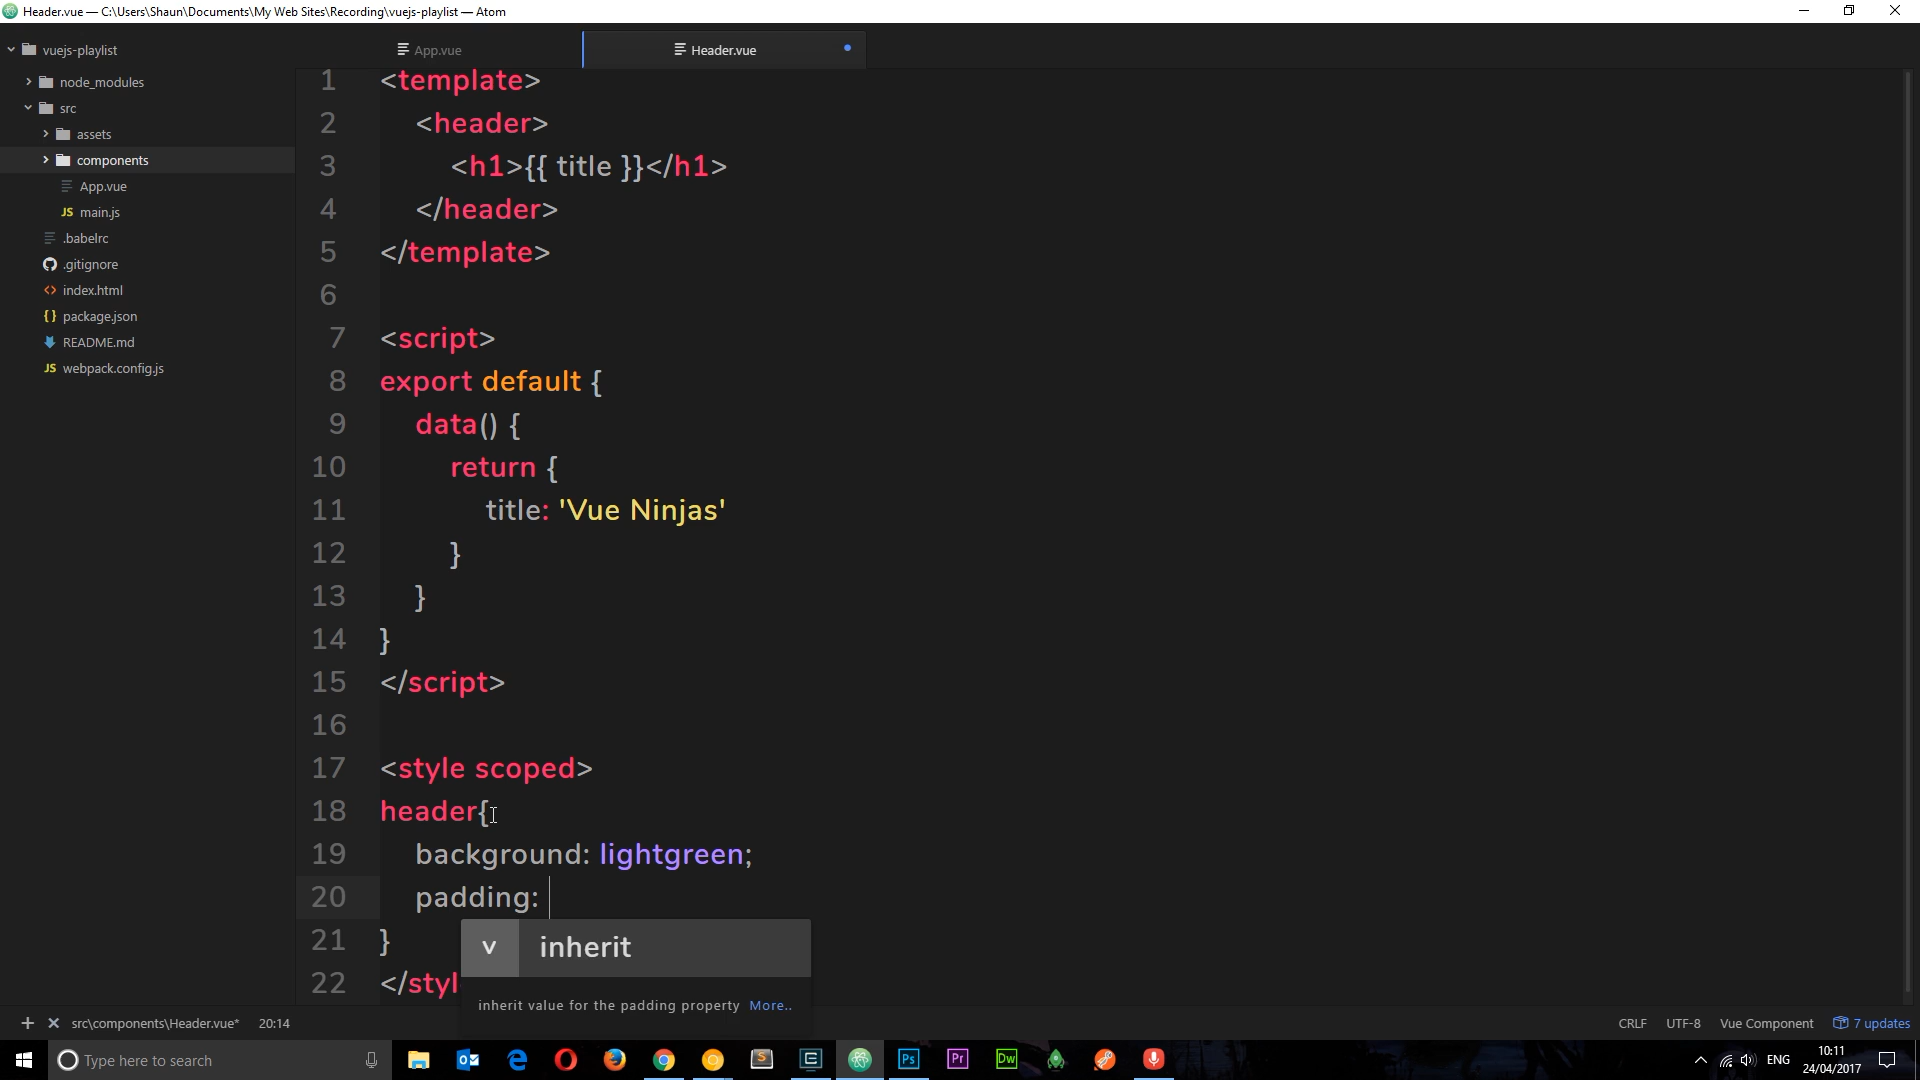 Header.vue — C:\Users\Shaun\Documents\My Web Sites\Recording\vuejs-playlist — Atom
vuejs-playlist
node_modules
src
assets
components
App.vue
JS main.js
.babelrc
.gitignore
<> index.html
{} package.json
README.md
JS webpack.config.js
App.vue
Header.vue
1 <template>
2 <header>
3 <h1>{{ title }}</h1>
4 </header>
5 </template>
6
7 <script>
8 export default {
9 data() {
10 return {
11 title: 'Vue Ninjas'
12 }
13 }
14 }
15 </script>
16
17 <style scoped>
18 header{
19 background: lightgreen;
20 padding:
21 }
22 </styl
v inherit
inherit value for the padding property More..
src\components\Header.vue* 20:14
CRLF UTF-8 Vue Component 7 updates
Type here to search
Ps Pr Dw
ENG
10:11
24/04/2017